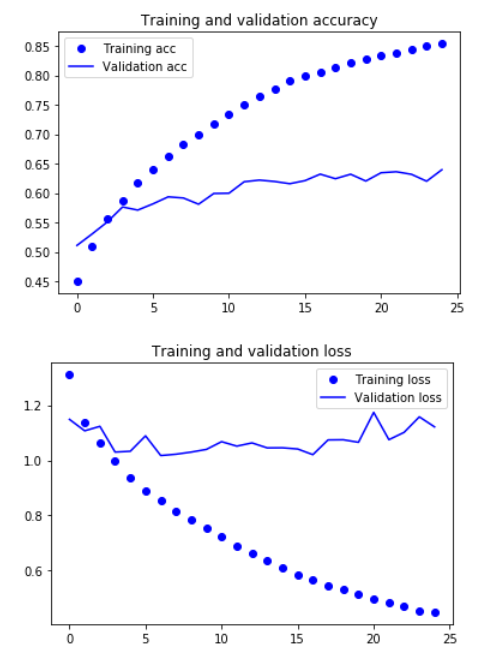 Training and validation accuracy
Training acc
Validation acc
0.85
0.80
0.75
0.70
0.65
0.60
0.55
0.50
0.45
0 5 10 15 20 25
Training and validation loss
Training loss
Validation loss
1.2
1.0
0.8
0.6
0 5 10 15 20 25